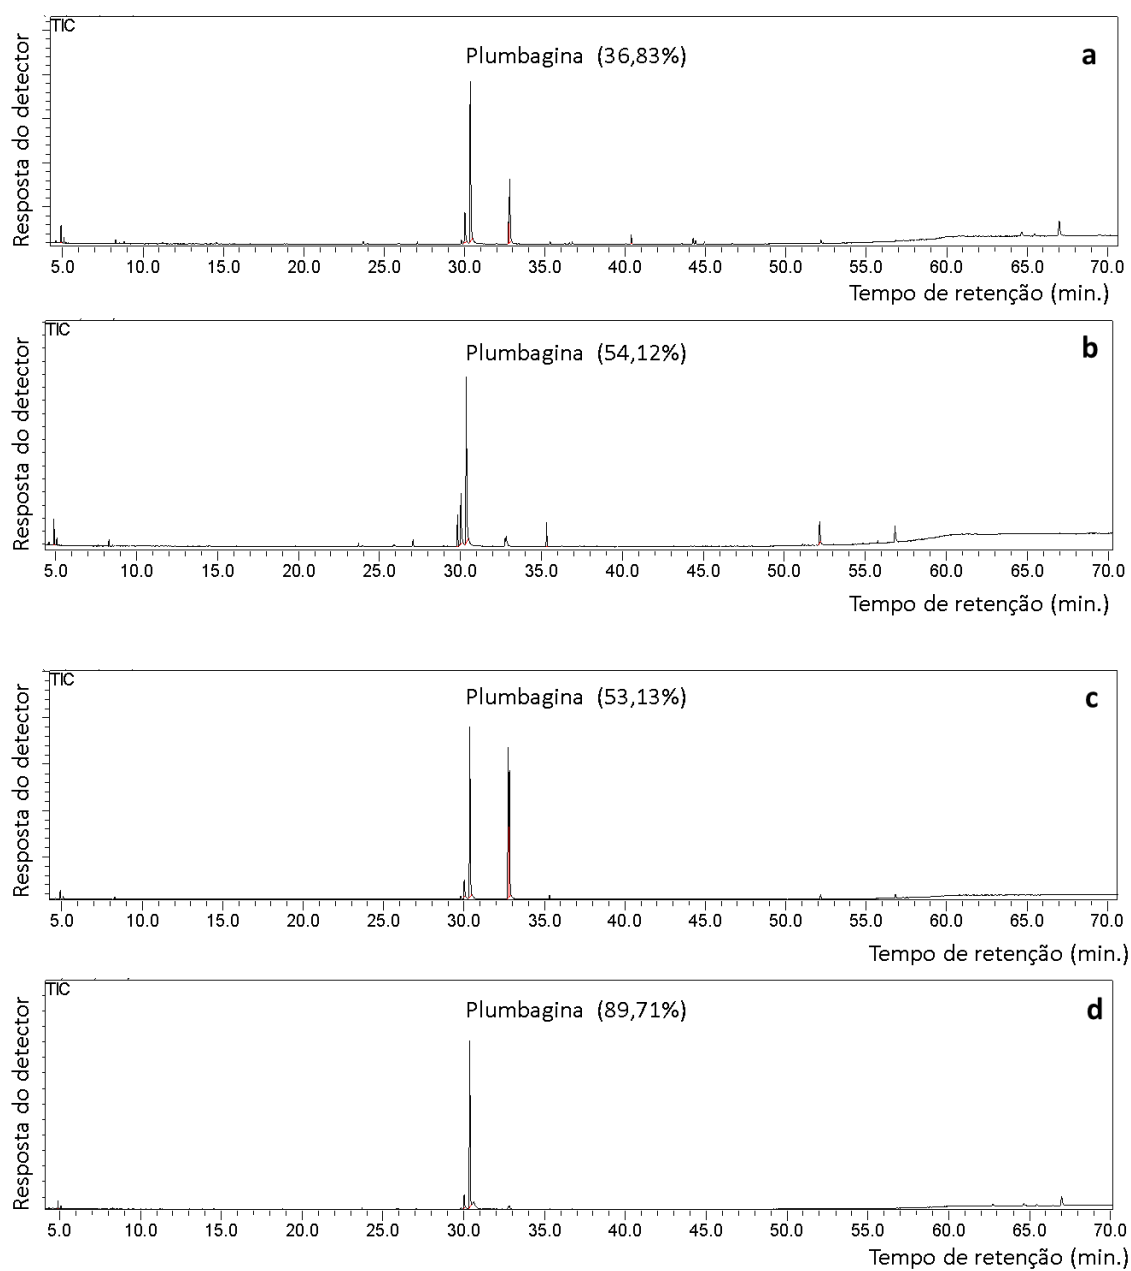 TIC
Plumbagina (36,83%)
a
Resposta do detector
5.0 10.0 15.0 20.0 25.0 30.0 35.0 40.0 45.0 50.0 55.0 60.0 65.0 70.0
Tempo de retenção (min.)
TIC
Plumbagina (54,12%)
b
Resposta do detector
5.0 10.0 15.0 20.0 25.0 30.0 35.0 40.0 45.0 50.0 55.0 60.0 65.0 70.0
Tempo de retenção (min.)
TIC
Plumbagina (53,13%)
c
Resposta do detector
5.0 10.0 15.0 20.0 25.0 30.0 35.0 40.0 45.0 50.0 55.0 60.0 65.0 70.0
Tempo de retenção (min.)
TIC
Plumbagina (89,71%)
d
Resposta do detector
5.0 10.0 15.0 20.0 25.0 30.0 35.0 40.0 45.0 50.0 55.0 60.0 65.0 70.0
Tempo de retenção (min.)